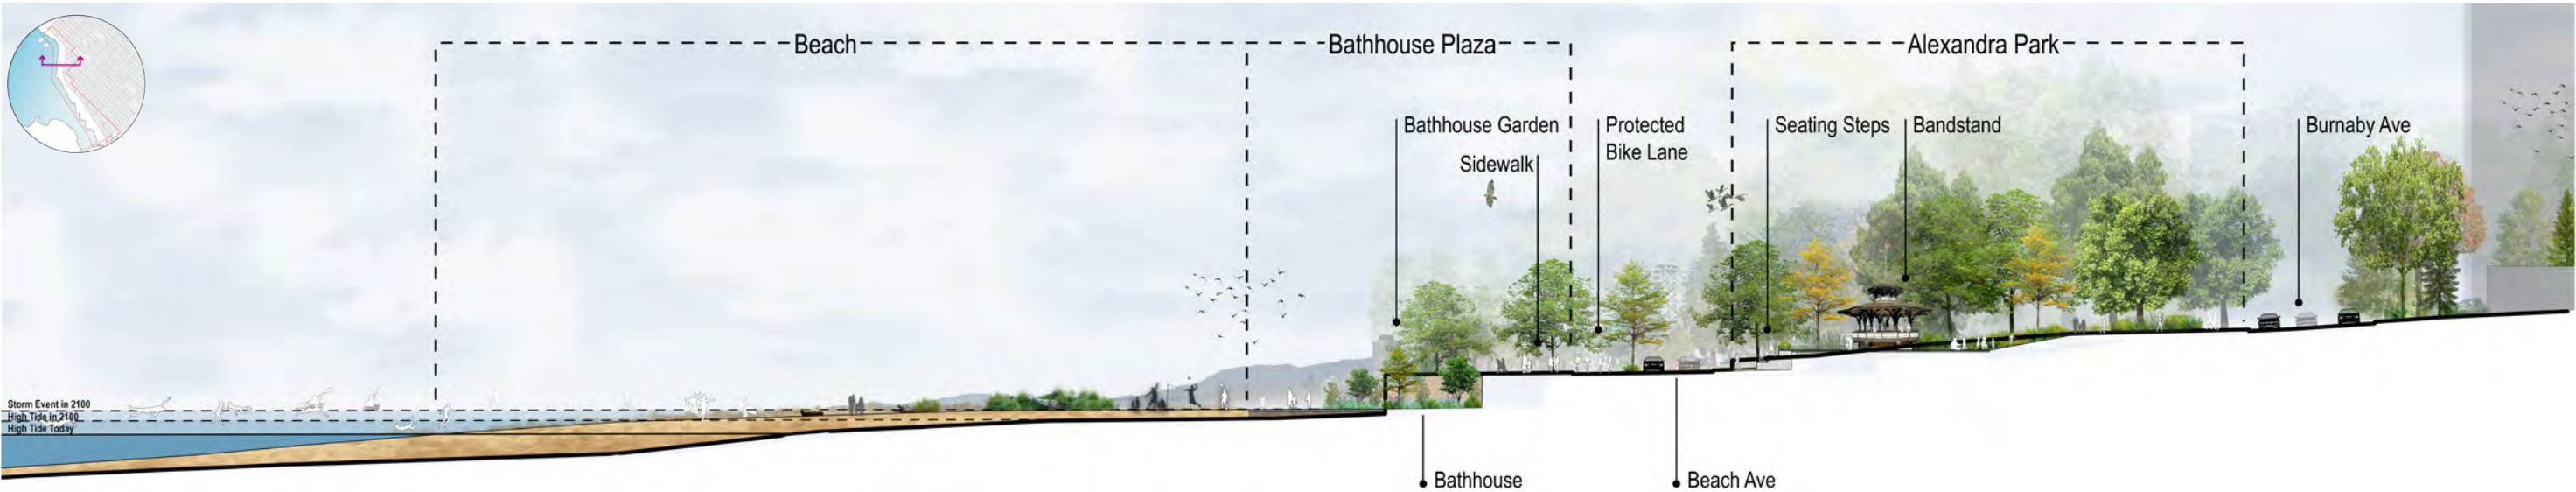 Beach
Bathhouse Plaza
Alexandra Park
Bathhouse Garden
Sidewalk
Protected
Bike Lane
Seating Steps
Bandstand
Burnaby Ave
Storm Event in 2100
High Tide in 2100
High Tide Today
Bathhouse
Beach Ave